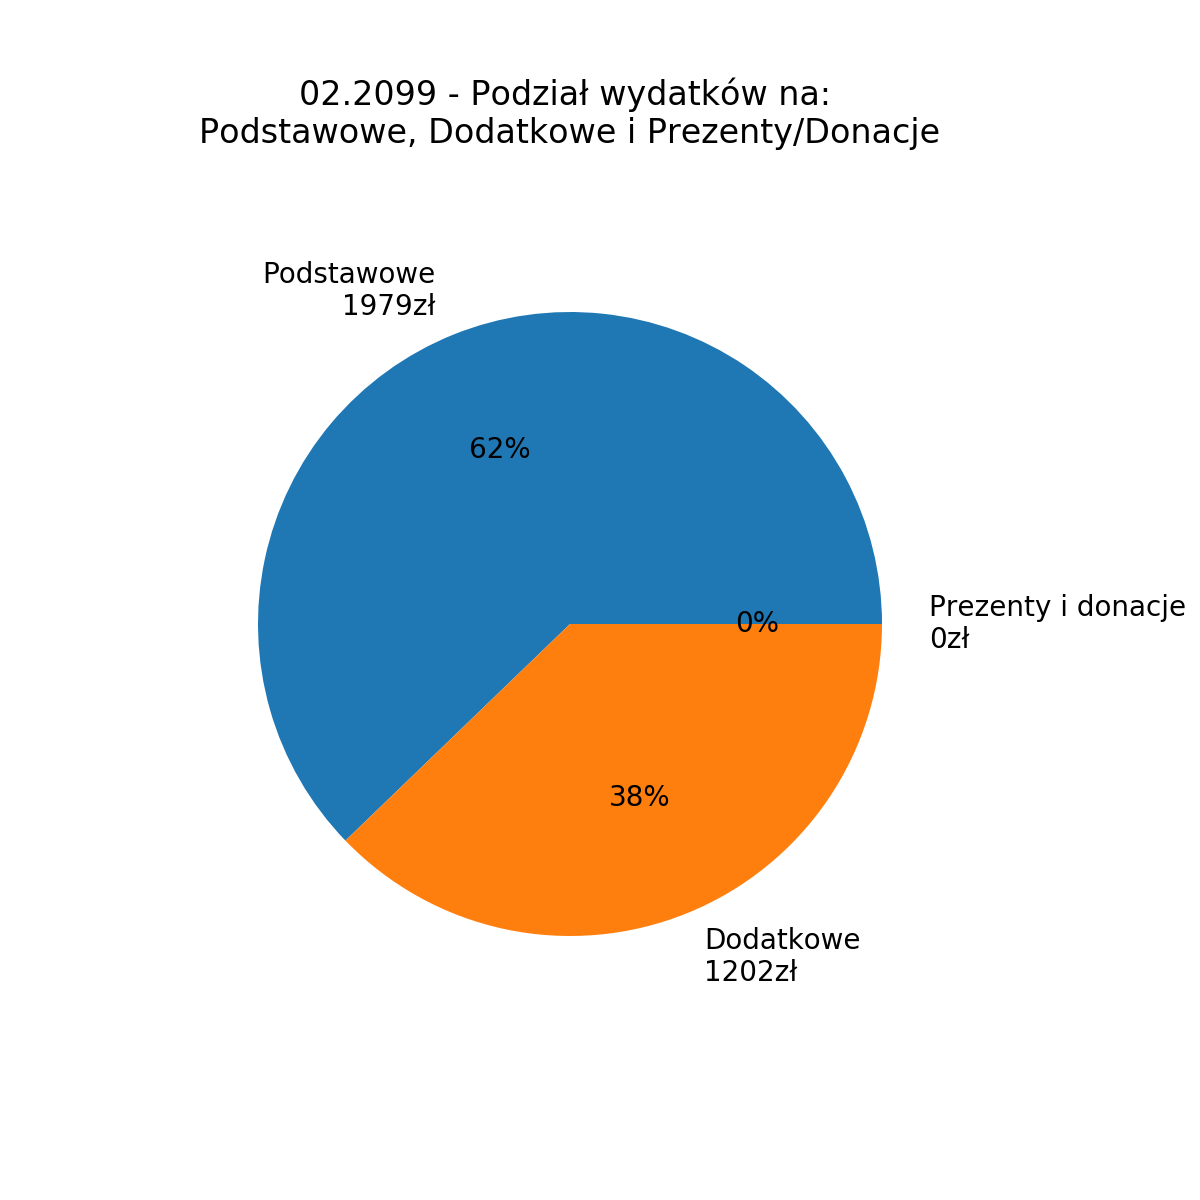 02.2099 - Podział wydatków na:
Podstawowe, Dodatkowe i Prezenty/Donacje
Podstawowe
1979zł
62%
Prezenty i donacje
0zł
0%
38%
Dodatkowe
1202zł